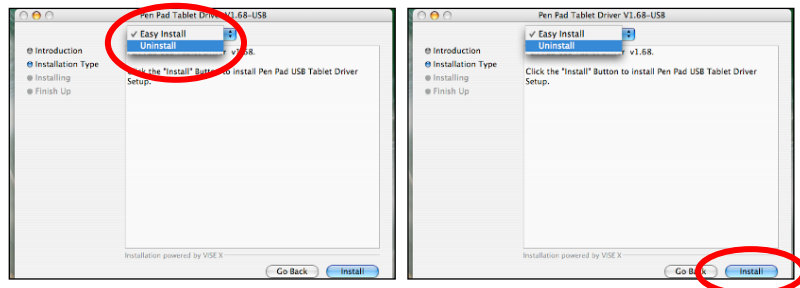 Pen Pad Tablet Driver V1.68-USB
✓ Easy Install
Uninstall
v1.68.
Introduction
Installation Type
Installing
Finish Up
Click the "Install" Button to install Pen Pad USB Tablet Driver
Setup.
Installation powered by VISE X
Go Back
Install
Pen Pad Tablet Driver V1.68-USB
✓ Easy Install
Uninstall
v1.68.
Introduction
Installation Type
Installing
Finish Up
Click the "Install" Button to install Pen Pad USB Tablet Driver
Setup.
Installation powered by VISE X
Go Back
Install